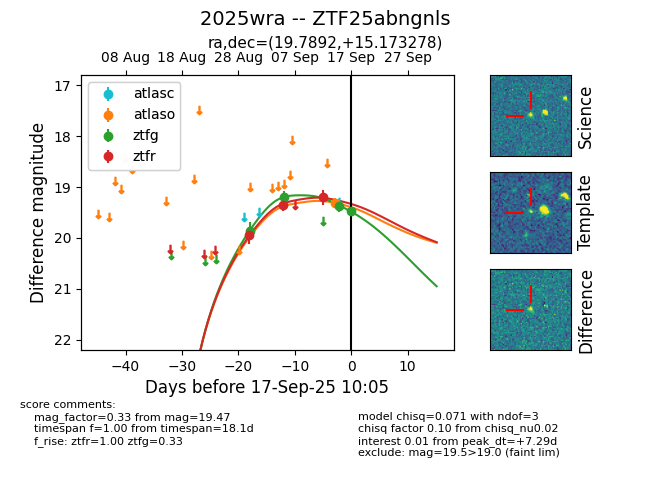 2025wra -- ZTF25abngnls
ra,dec=(19.7892,+15.173278)
08 Aug 18 Aug 28 Aug 07 Sep 17 Sep 27 Sep
atlasc
atlaso
ztfg
ztfr
17
18
19
20
21
22
Difference magnitude
−40 −30 −20 −10 0 10
Days before 17-Sep-25 10:05
Science
Template
Difference
score comments:
mag_factor=0.33 from mag=19.47
timespan f=1.00 from timespan=18.1d
f_rise: ztfr=1.00 ztfg=0.33
model chisq=0.071 with ndof=3
chisq factor 0.10 from chisq_nu0.02
interest 0.01 from peak_dt=+7.29d
exclude: mag=19.5>19.0 (faint lim)